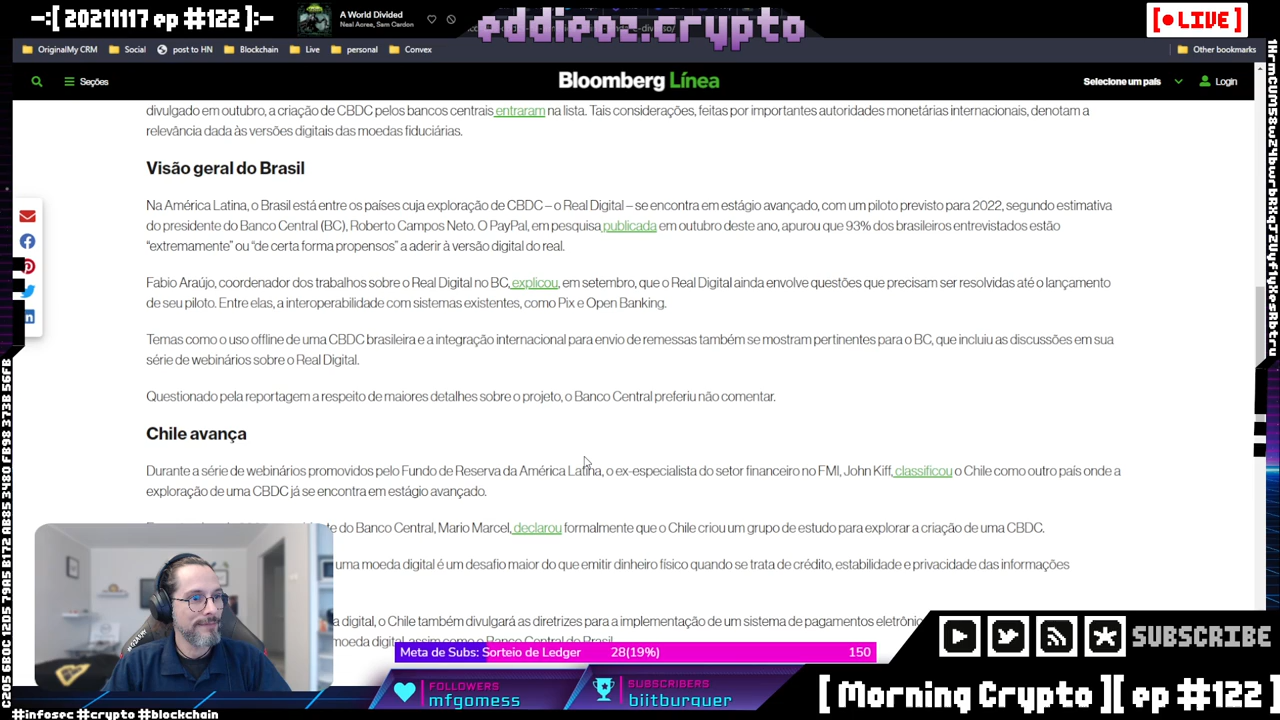 -:[ 20211117 ep #122 ]:-
A World Divided
Neal Acree, Sam Cardon
eddieoz.crypto
[ • LIVE ]
OriginalMy CRM
Social
post to HN
Blockchain
Live
personal
Convex
Other bookmarks
Seções
Bloomberg Línea
Selecione um país
Login
divulgado em outubro, a criação de CBDC pelos bancos centrais entraram na lista. Tais considerações, feitas por importantes autoridades monetárias internacionais, denotam a
relevância dada às versões digitais das moedas fiduciárias.
Visão geral do Brasil
Na América Latina, o Brasil está entre os países cuja exploração de CBDC – o Real Digital – se encontra em estágio avançado, com um piloto previsto para 2022, segundo estimativa
do presidente do Banco Central (BC), Roberto Campos Neto. O PayPal, em pesquisa publicada em outubro deste ano, apurou que 93% dos brasileiros entrevistados estão
“extremamente” ou “de certa forma propensos” a aderir à versão digital do real.
Fabio Araújo, coordenador dos trabalhos sobre o Real Digital no BC, explicou, em setembro, que o Real Digital ainda envolve questões que precisam ser resolvidas até o lançamento
de seu piloto. Entre elas, a interoperabilidade com sistemas existentes, como Pix e Open Banking.
Temas como o uso offline de uma CBDC brasileira e a integração internacional para envio de remessas também se mostram pertinentes para o BC, que incluiu as discussões em sua
série de webinários sobre o Real Digital.
Questionado pela reportagem a respeito de maiores detalhes sobre o projeto, o Banco Central preferiu não comentar.
Chile avança
Durante a série de webinários promovidos pelo Fundo de Reserva da América Latina, o ex-especialista do setor financeiro no FMI, John Kiff, classificou o Chile como outro país onde a
exploração de uma CBDC já se encontra em estágio avançado.
do Banco Central, Mario Marcel, declarou formalmente que o Chile criou um grupo de estudo para explorar a criação de uma CBDC.
uma moeda digital é um desafio maior do que emitir dinheiro físico quando se trata de crédito, estabilidade e privacidade das informações
a digital, o Chile também divulgará as diretrizes para a implementação de um sistema de pagamentos
moeda digital, assim como o Banco Central do Brasil
Meta de Subs: Sorteio de Ledger 28(19%) 150
SUBSCRIBE
FOLLOWERS
mfgomess
SUBSCRIBERS
biitburguer
[ Morning Crypto ][ ep #122 ]
#infosec #crypto #blockchain